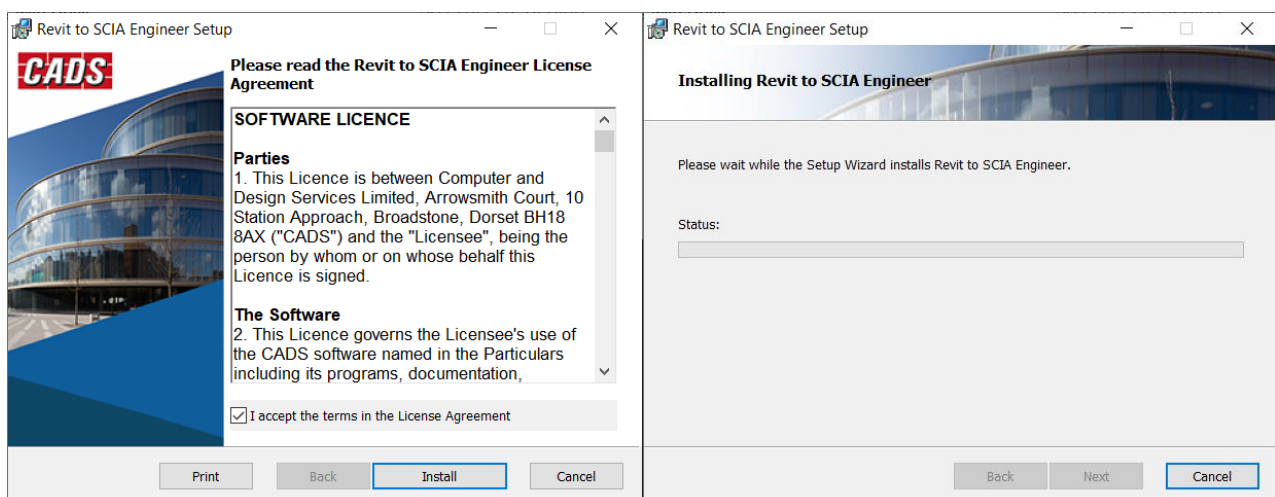 Revit to SCIA Engineer Setup
CADS
Please read the Revit to SCIA Engineer License
Agreement
SOFTWARE LICENCE
Parties
1. This Licence is between Computer and
Design Services Limited, Arrowsmith Court, 10
Station Approach, Broadstone, Dorset BH18
8AX ("CADS") and the "Licensee", being the
person by whom or on whose behalf this
Licence is signed.
The Software
2. This Licence governs the Licensee's use of
the CADS software named in the Particulars
including its programs, documentation,
I accept the terms in the License Agreement
Print
Back
Install
Cancel
Revit to SCIA Engineer Setup
Installing Revit to SCIA Engineer
Please wait while the Setup Wizard installs Revit to SCIA Engineer.
Status:
Back
Next
Cancel